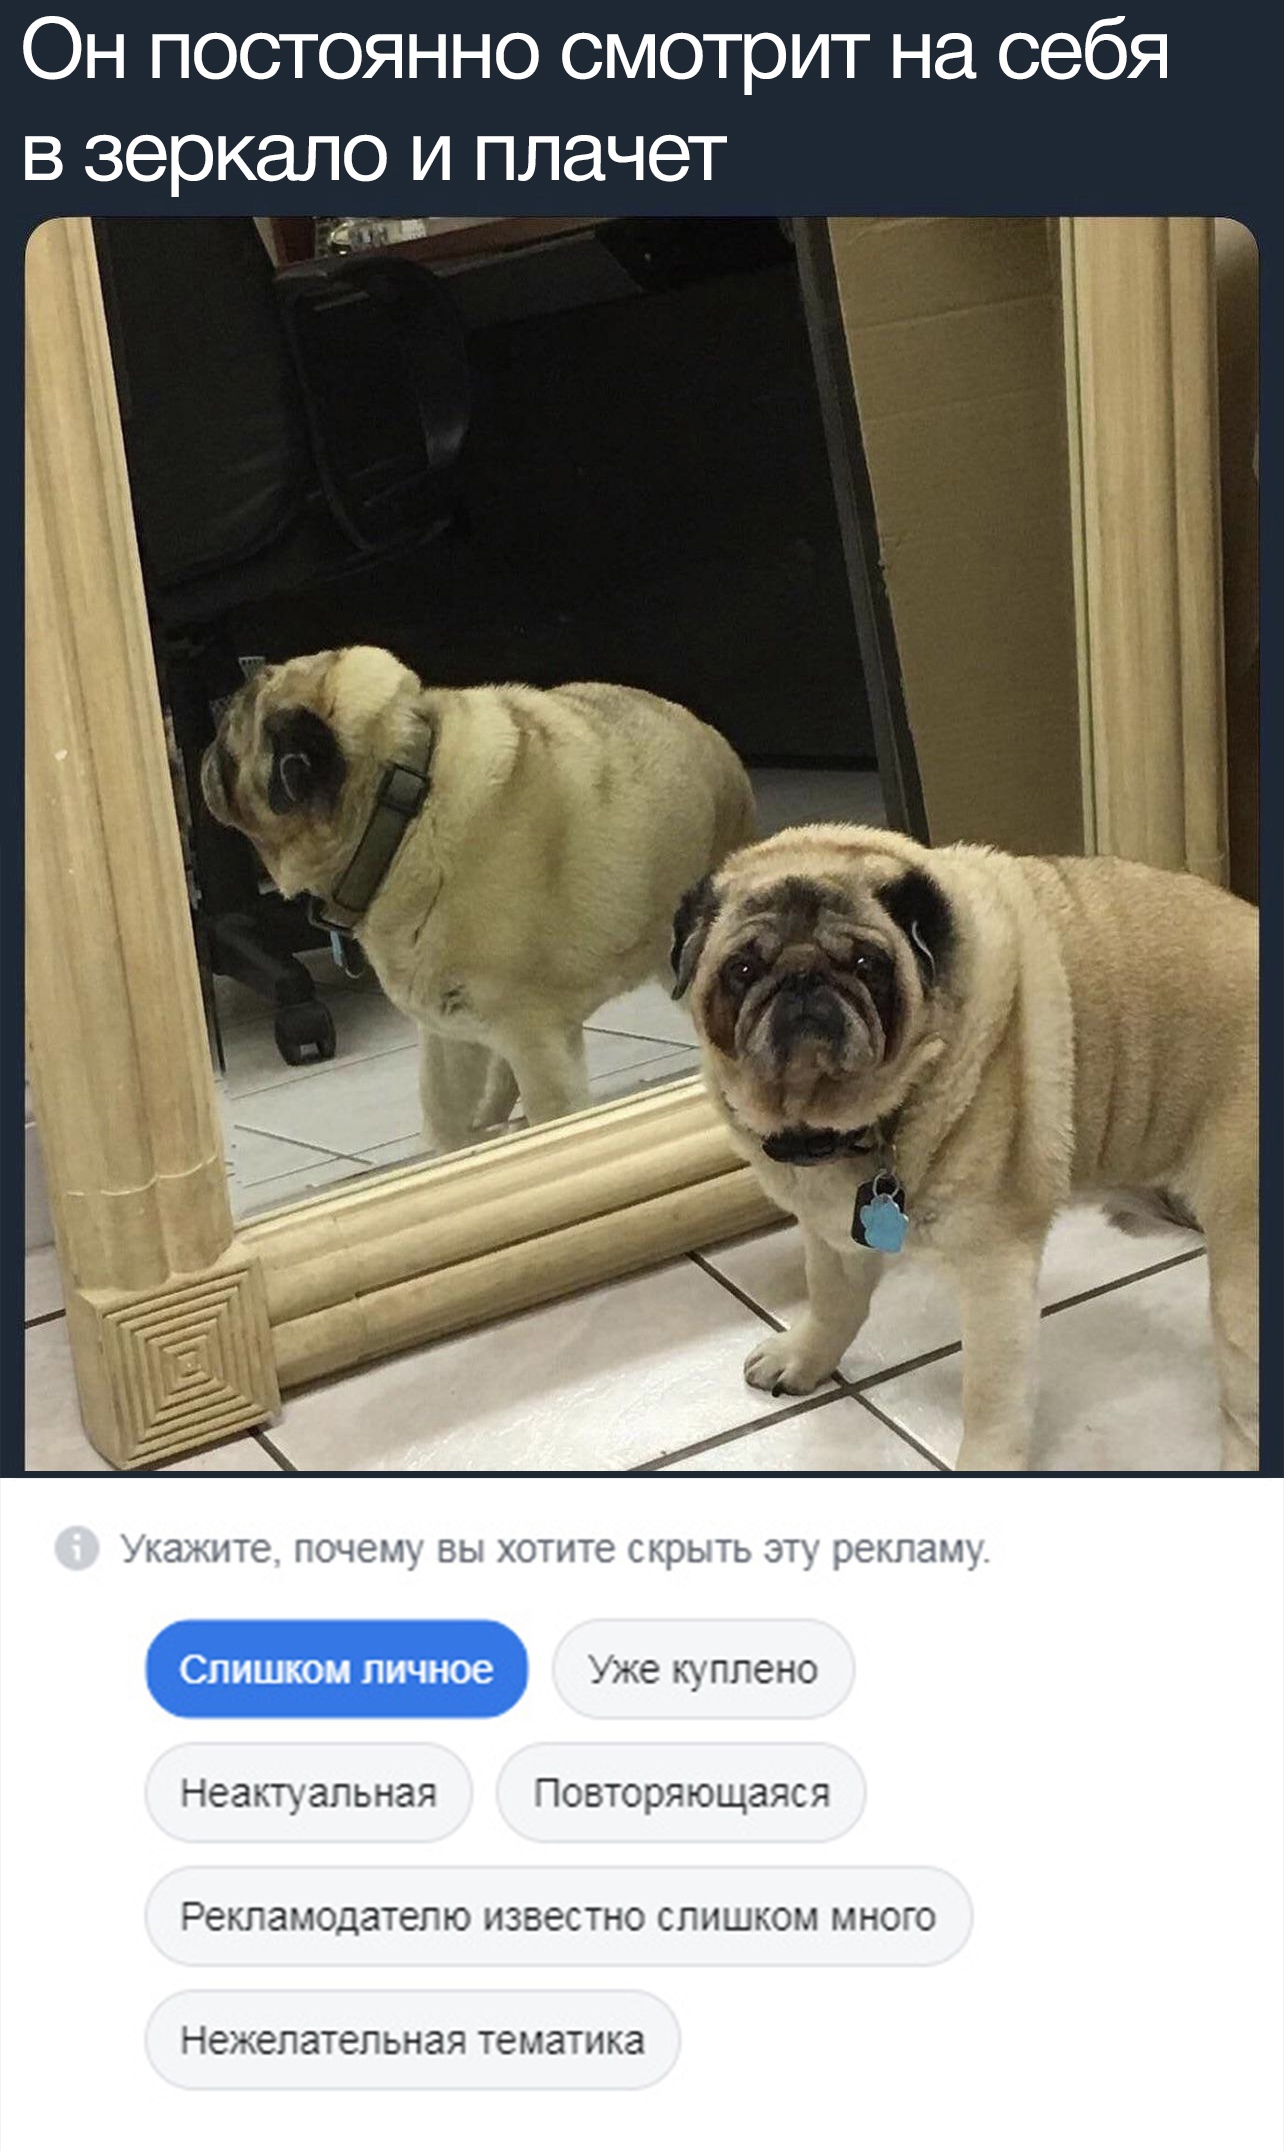 Он постоянно смотрит на себя
в зеркало и плачет
Укажите, почему вы хотите скрыть эту рекламу.
Слишком личное
Уже куплено
Неактуальная
Повторяющаяся
Рекламодателю известно слишком много
Нежелательная тематика